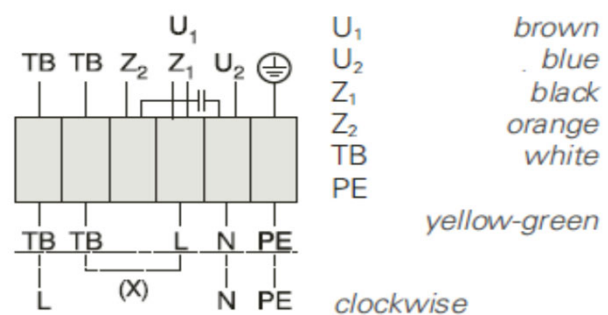 U₁
TB TB Z₂ Z₁ U₂
TB TB L N PE
(X)
L N PE
U₁ brown
U₂ blue
Z₁ black
Z₂ orange
TB white
PE
yellow-green
clockwise